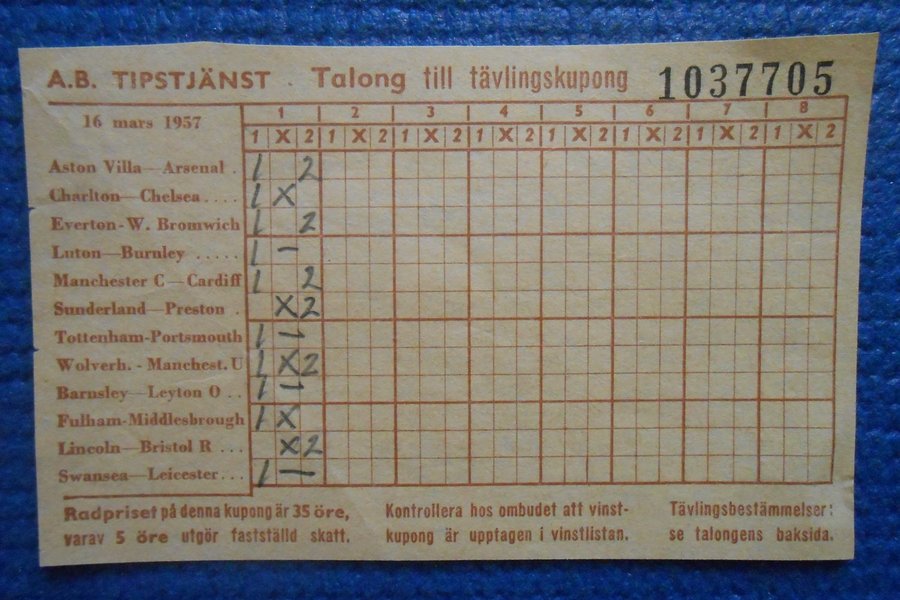 A.B. TIPSTJÄNST . Talong till tävlingskupong 1037705
16 mars 1957 1 2 3 4 5 6 7 8
1 X 2 1 X 2 1 X 2 1 X 2 1 X 2 1 X 2 1 X 2 1 X 2
Aston Villa—Arsenal . 1 2
Charlton—Chelsea.... 1 X
Everton-W. Bromwich 1 2
Luton—Burnley ..... 1 —
Manchester C—Cardiff 1 2
Sunderland—Preston . X 2
Tottenham-Portsmouth 1 —
Wolverh. - Manchest. U 1 X 2
Barnsley—Leyton O .. 1 —
Fulham-Middlesbrough 1 X
Lincoln—Bristol R ... X 2
Swansea—Leicester... 1 —
Radpriset på denna kupong är 35 öre,
varav 5 öre utgör fastställd skatt.
Kontrollera hos ombudet att vinst-
kupong är upptagen i vinstlistan.
Tävlingsbestämmelser:
se talongens baksida.